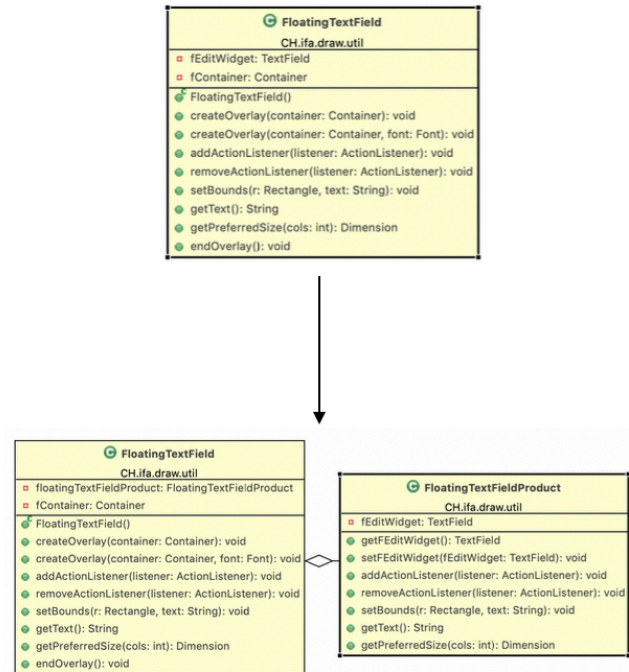 FloatingTextField
CH.ifa.draw.util
fEditWidget: TextField
fContainer: Container
FloatingTextField()
createOverlay(container: Container): void
createOverlay(container: Container, font: Font): void
addActionListener(listener: ActionListener): void
removeActionListener(listener: ActionListener): void
setBounds(r: Rectangle, text: String): void
getText(): String
getPreferredSize(cols: int): Dimension
endOverlay(): void
FloatingTextField
CH.ifa.draw.util
floatingTextFieldProduct: FloatingTextFieldProduct
fContainer: Container
FloatingTextField()
createOverlay(container: Container): void
createOverlay(container: Container, font: Font): void
addActionListener(listener: ActionListener): void
removeActionListener(listener: ActionListener): void
setBounds(r: Rectangle, text: String): void
getText(): String
getPreferredSize(cols: int): Dimension
endOverlay(): void
FloatingTextFieldProduct
CH.ifa.draw.util
fEditWidget: TextField
getFEditWidget(): TextField
setFEditWidget(fEditWidget: TextField): void
addActionListener(listener: ActionListener): void
removeActionListener(listener: ActionListener): void
setBounds(r: Rectangle, text: String): void
getText(): String
getPreferredSize(cols: int): Dimension